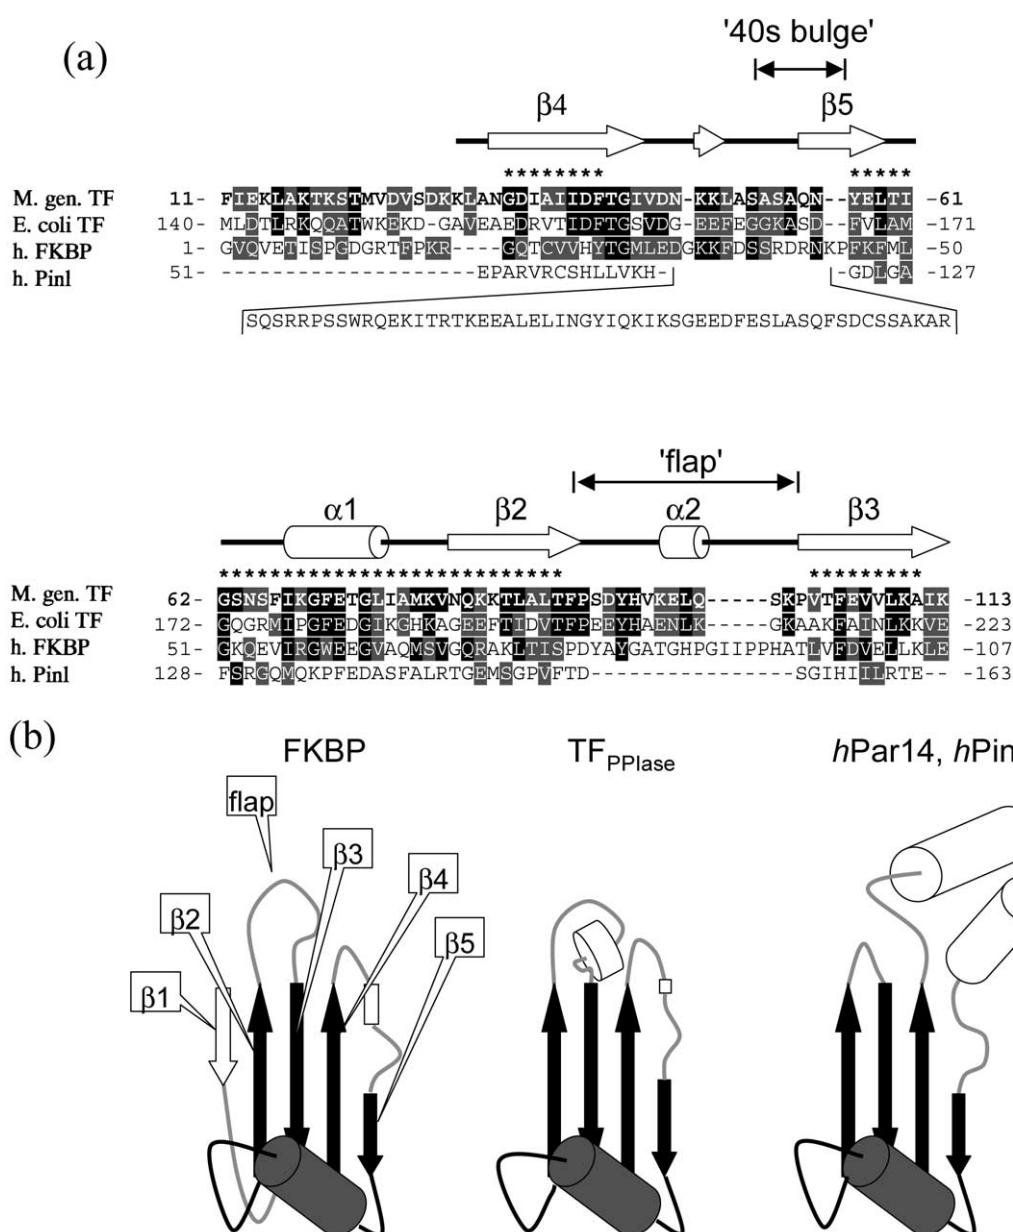 (a)
'40s bulge'
β4 β5
******** *****
M. gen. TF 11- FIEKLAKTKSTMVDVSDKKLANGDIAIIDFTGIVDN-KKLASASAQN--YELTI -61
E. coli TF 140- MLDTLRKQQATWKEKD-GAVEAEDRVTIDFTGSVDG-EEFEGGKASD--FVLAM -171
h. FKBP 1- GVQVETISPGDGRTFPKR----GQTCVVHYTGMLEDGKKFDSSRDRNKPFKFML -50
h. PinI 51- ---------------------EPARVRCSHLLVKH- -GDLGA -127
SQSRRPSSWRQEKITRTKEEALELINGYIQKIKSGEEDFESLASQFSDCSSAKAR
'flap'
α1 β2 α2 β3
**************************** *********
M. gen. TF 62- GSNSFIKGFETGLIAMKVNQKKTLALTFPSDYHVKELQ-----SKPVTFEVVLKAIK -113
E. coli TF 172- GQGRMIPGFEDGIKGHKAGEEFTIDVTFPEEYHAENLK-----GKAAKFAINLKKVE -223
h. FKBP 51- GKQEVIRGWEEGVAQMSVGQRAKLTISPDYAYGATGHPGIIPPHATLVFDVELLKLE -107
h. PinI 128- FSRGQMQKPFEDASFALRTGEMSGPVFTD----------------SGIHIILRTE-- -163
(b)
FKBP TFPPIase hPar14, hPin
flap
β3
β4
β2
β5
β1